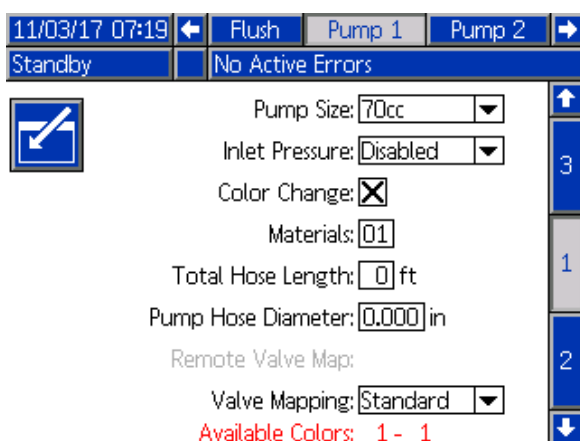 11/03/17 07:19 Flush Pump 1 Pump 2
Standby No Active Errors
Pump Size: 70cc
Inlet Pressure: Disabled
Color Change:
3
Materials: 01
Total Hose Length: 0 ft
1
Pump Hose Diameter: 0.000 in
Remote Valve Map:
2
Valve Mapping: Standard
Available Colors: 1 - 1